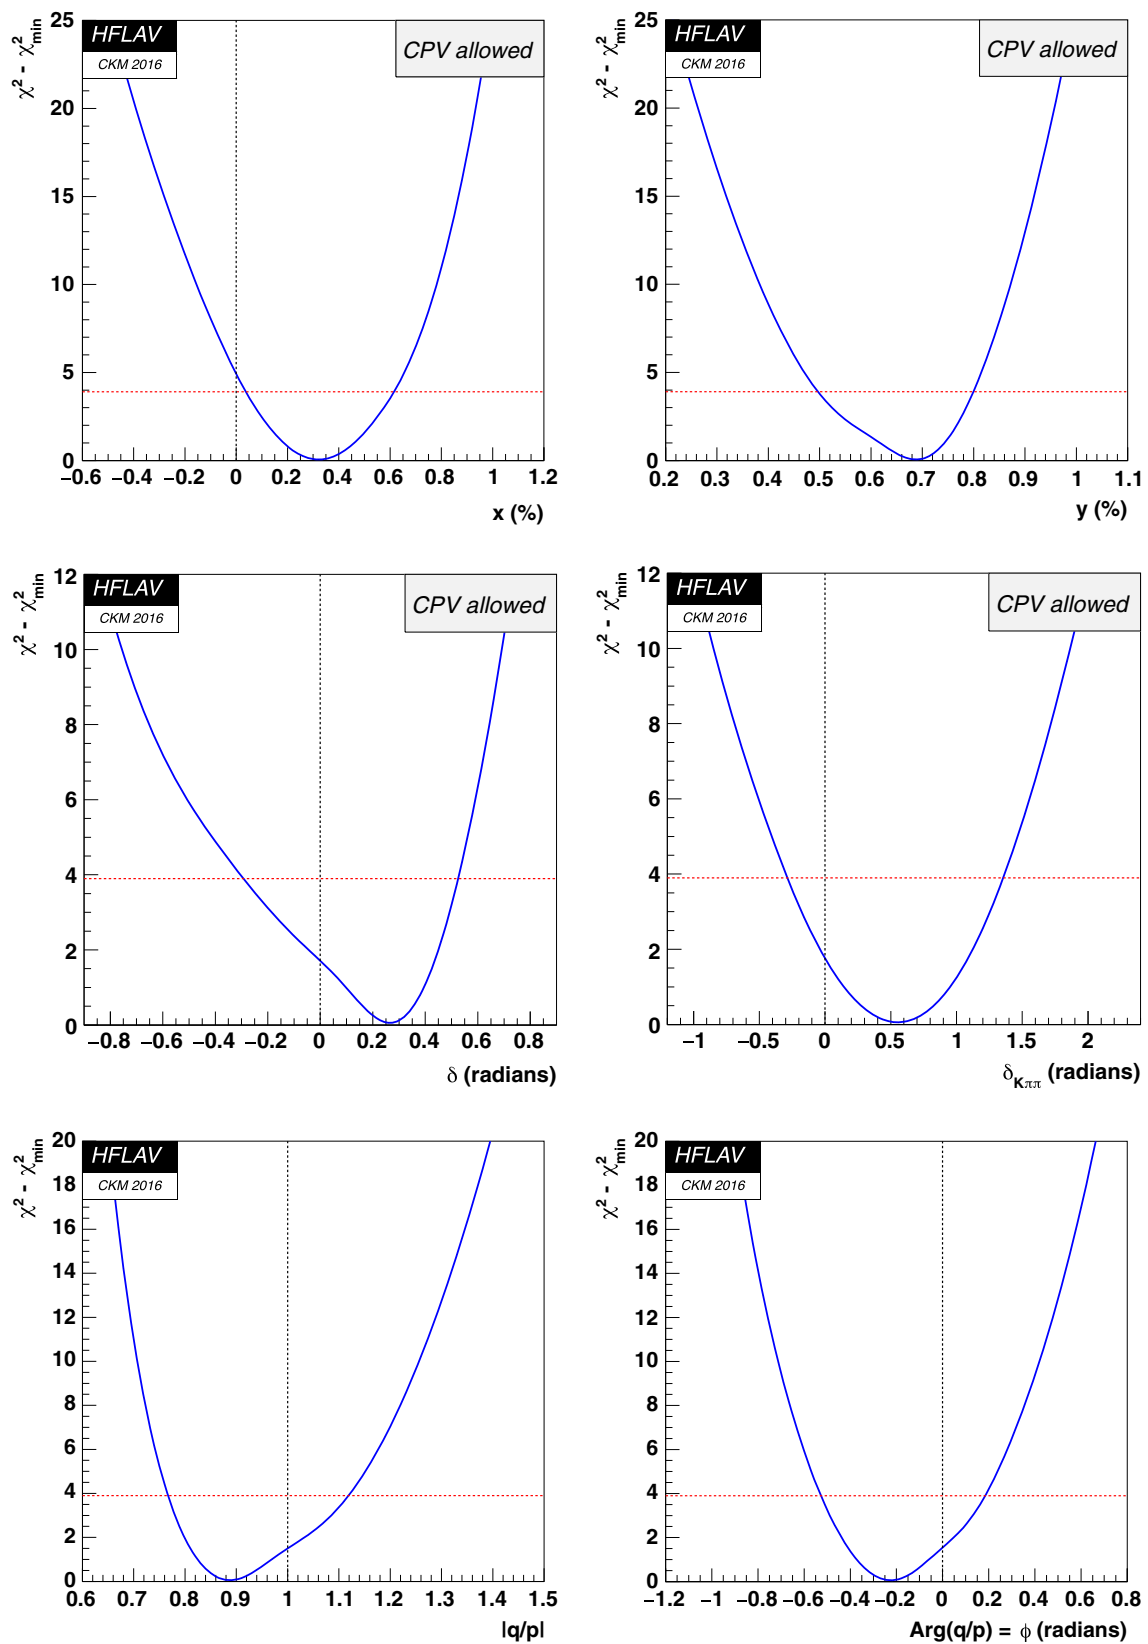 χ² - χ²min
HFLAV
CKM 2016
CPV allowed
25
20
15
10
5
0
−0.6 −0.4 −0.2 0 0.2 0.4 0.6 0.8 1 1.2
x (%)
χ² - χ²min
HFLAV
CKM 2016
CPV allowed
25
20
15
10
5
0
0.2 0.3 0.4 0.5 0.6 0.7 0.8 0.9 1 1.1
y (%)
χ² - χ²min
HFLAV
CKM 2016
CPV allowed
12
10
8
6
4
2
0
−0.8 −0.6 −0.4 −0.2 0 0.2 0.4 0.6 0.8
δ (radians)
χ² - χ²min
HFLAV
CKM 2016
CPV allowed
12
10
8
6
4
2
0
−1 −0.5 0 0.5 1 1.5 2
δKππ (radians)
χ² - χ²min
HFLAV
CKM 2016
20
18
16
14
12
10
8
6
4
2
0
0.6 0.7 0.8 0.9 1 1.1 1.2 1.3 1.4 1.5
|q/p|
χ² - χ²min
HFLAV
CKM 2016
20
18
16
14
12
10
8
6
4
2
0
−1.2 −1 −0.8 −0.6 −0.4 −0.2 0 0.2 0.4 0.6 0.8
Arg(q/p) = ϕ (radians)